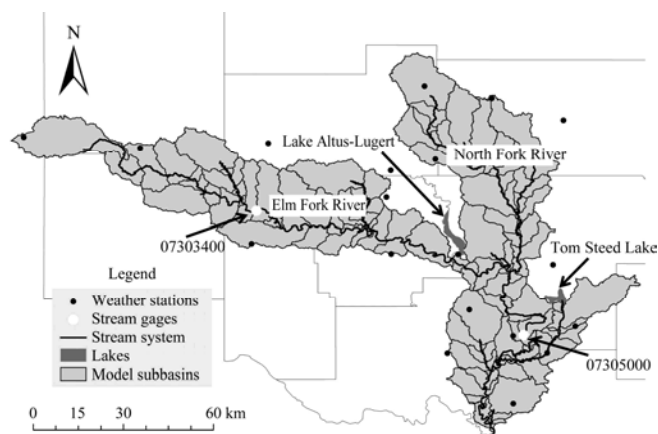 N
Lake Altus-Lugert
North Fork River
Elm Fork River
07303400
Tom Steed Lake
Legend
Weather stations
Stream gages
Stream system
Lakes
Model subbasins
07305000
0 15 30 60 km